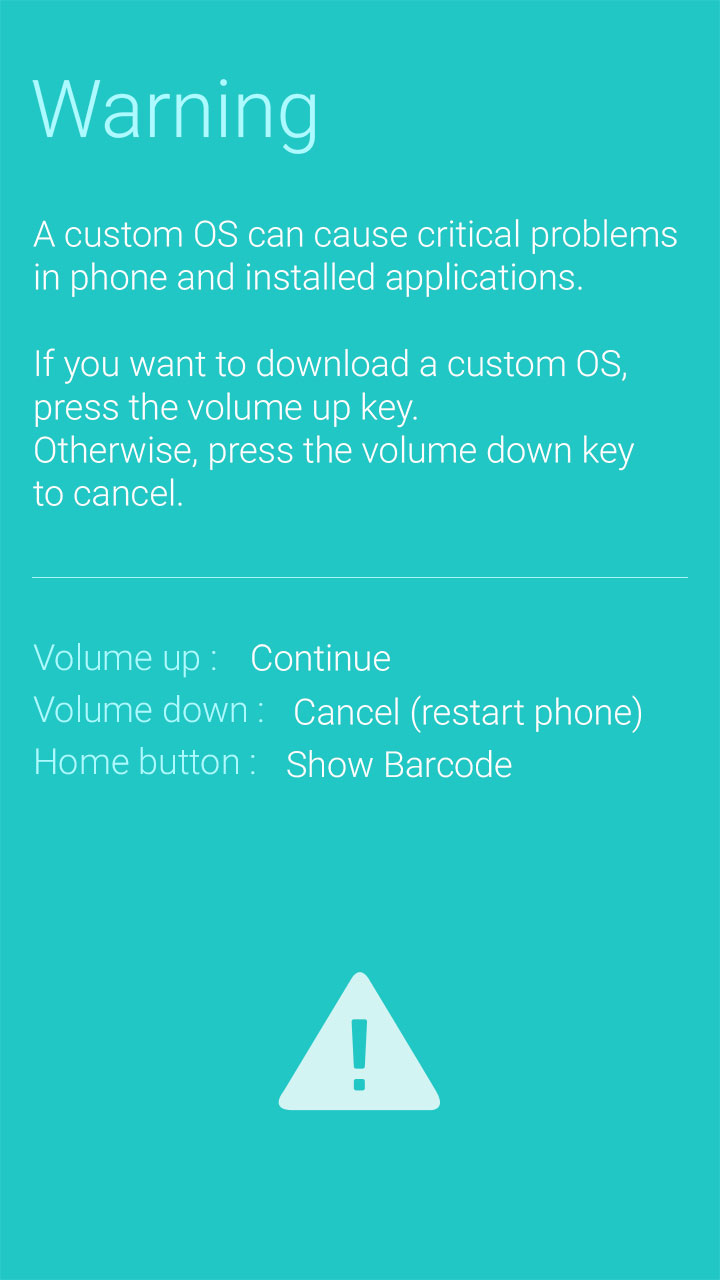 Warning
A custom OS can cause critical problems
in phone and installed applications.
If you want to download a custom OS,
press the volume up key.
Otherwise, press the volume down key
to cancel.
Volume up : Continue
Volume down : Cancel (restart phone)
Home button : Show Barcode
!